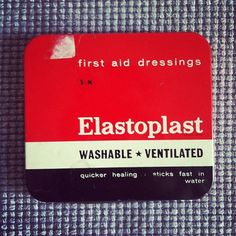 first aid dressings
Elastoplast
WASHABLE ★ VENTILATED
quicker healing · sticks fast in
water